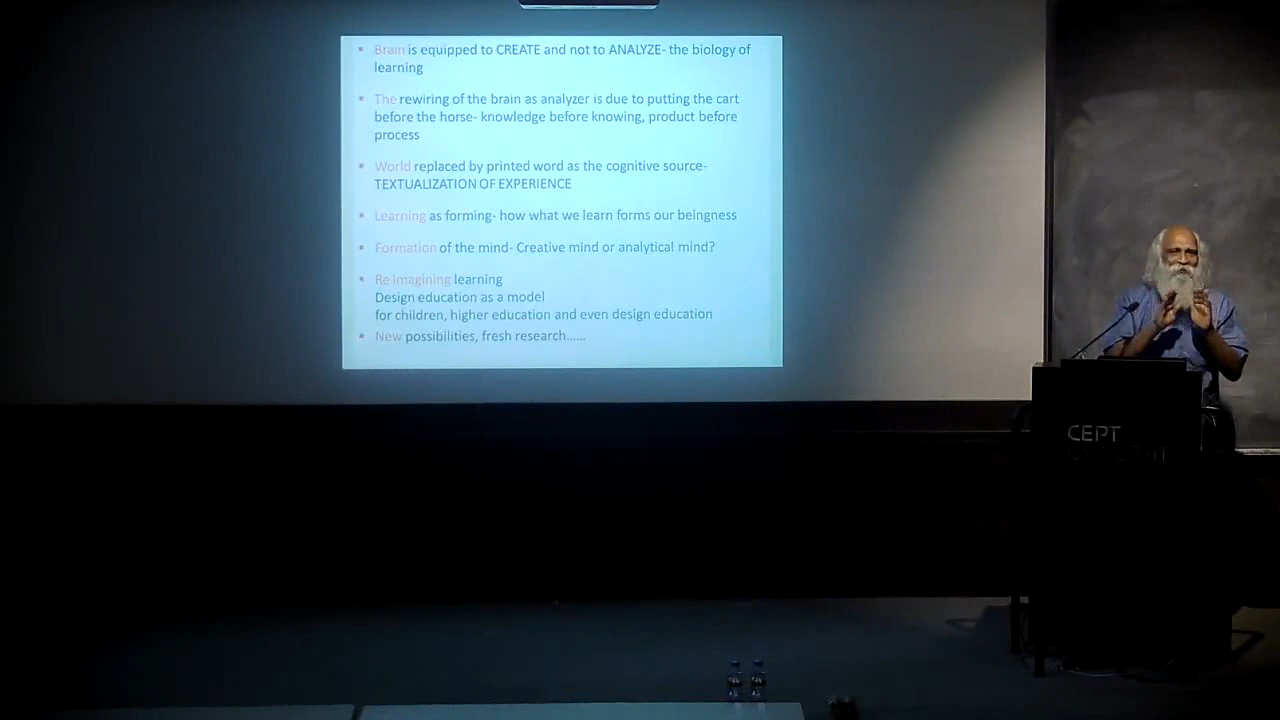 Brain is equipped to CREATE and not to ANALYZE- the biology of
learning
The rewiring of the brain as analyzer is due to putting the cart
before the horse- knowledge before knowing, product before
process
World replaced by printed word as the cognitive source-
TEXTUALIZATION OF EXPERIENCE
Learning as forming- how what we learn forms our beingness
Formation of the mind- Creative mind or analytical mind?
Re imagining learning
Design education as a model
for children, higher education and even design education
New possibilities, fresh research......
CEPT